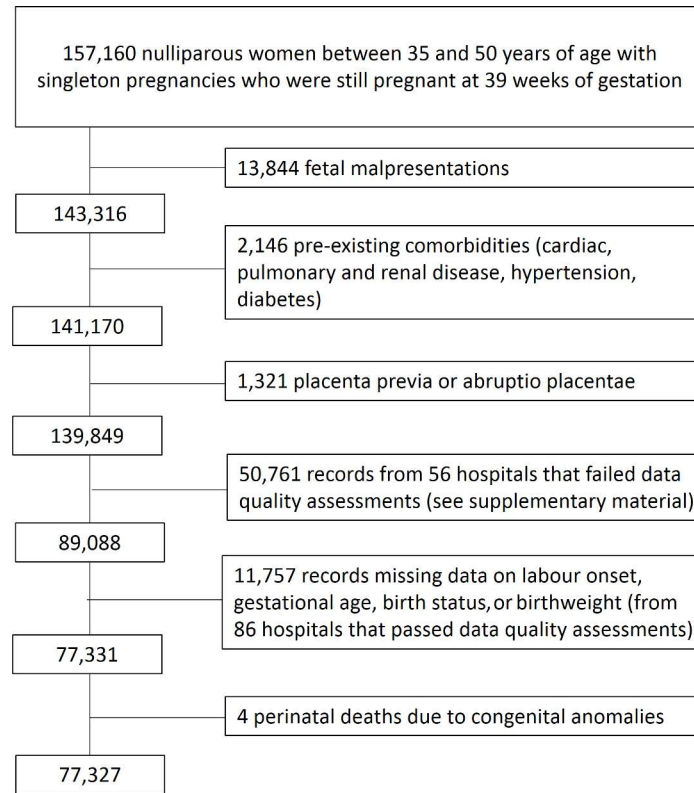 157,160 nulliparous women between 35 and 50 years of age with
singleton pregnancies who were still pregnant at 39 weeks of gestation
13,844 fetal malpresentations
143,316
2,146 pre-existing comorbidities (cardiac,
pulmonary and renal disease, hypertension,
diabetes)
141,170
1,321 placenta previa or abruptio placentae
139,849
50,761 records from 56 hospitals that failed data
quality assessments (see supplementary material)
89,088
11,757 records missing data on labour onset,
gestational age, birth status, or birthweight (from
86 hospitals that passed data quality assessments)
77,331
4 perinatal deaths due to congenital anomalies
77,327